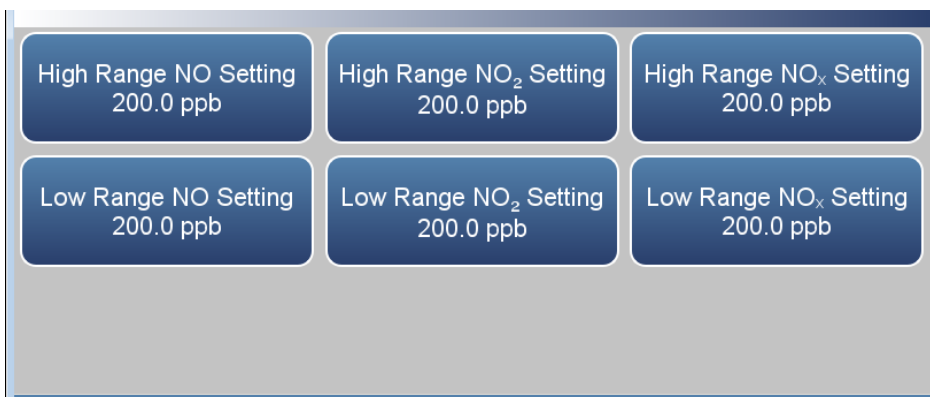 High Range NO Setting
200.0 ppb
High Range NO₂ Setting
200.0 ppb
High Range NOₓ Setting
200.0 ppb
Low Range NO Setting
200.0 ppb
Low Range NO₂ Setting
200.0 ppb
Low Range NOₓ Setting
200.0 ppb